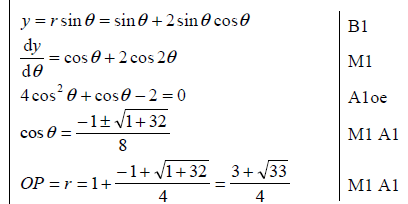 y = r sin θ = sin θ + 2 sin θ cos θ B1
dy/dθ = cos θ + 2 cos 2θ M1
4 cos² θ + cos θ − 2 = 0 A1oe
cos θ = (−1 ± √(1 + 32))/8 M1 A1
OP = r = 1 + (−1 + √(1 + 32))/4 = (3 + √33)/4 M1 A1